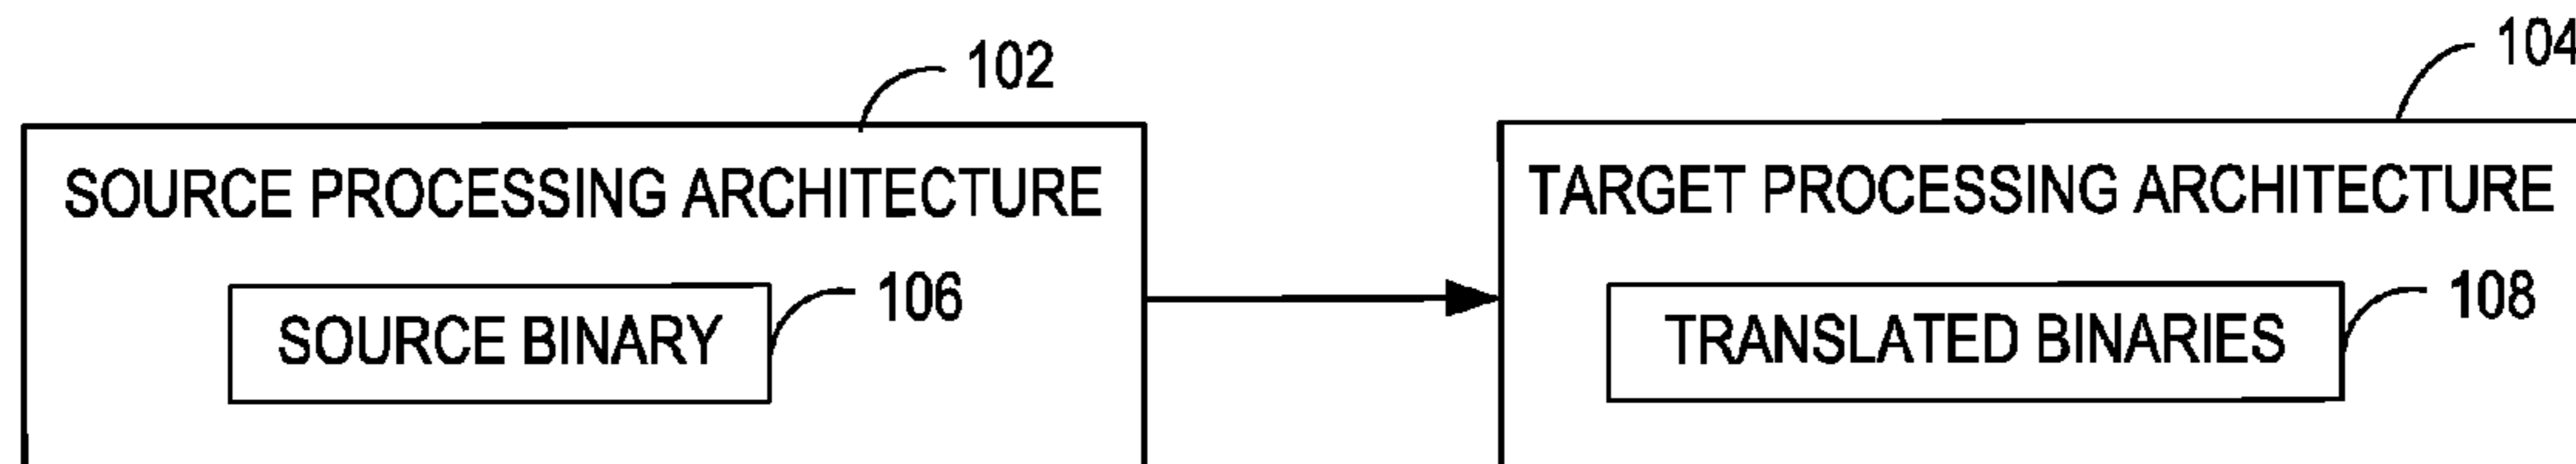 102
104
SOURCE PROCESSING ARCHITECTURE
TARGET PROCESSING ARCHITECTURE
106
108
SOURCE BINARY
TRANSLATED BINARIES